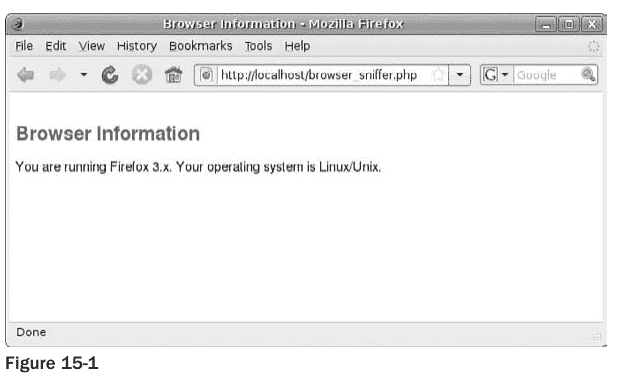 Browser Information - Mozilla Firefox
File Edit View History Bookmarks Tools Help
http://localhost/browser_sniffer.php
G Google
Browser Information
You are running Firefox 3.x. Your operating system is Linux/Unix.
Done
Figure 15-1